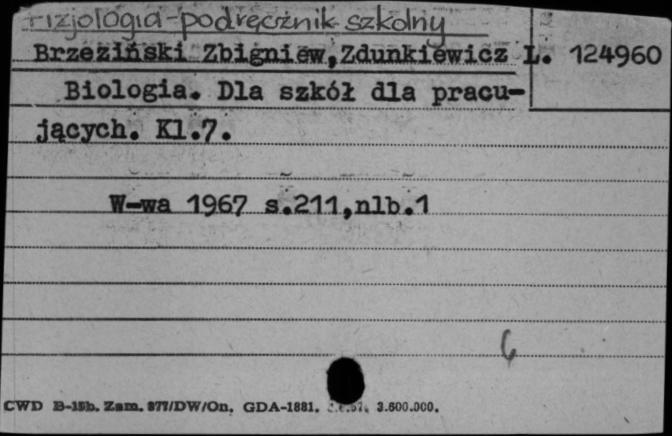 Fizjologia-podręcznik szkolny
Brzeziński Zbigniew,Zdunkiewicz L. 124960
Biologia. Dla szkół dla pracu-
jących. Kl.7.
W-wa 1967 s.211,nlb.1
6
CWD B-15b. Zam. 877/DW/On. GDA-1881. 3.600.000.